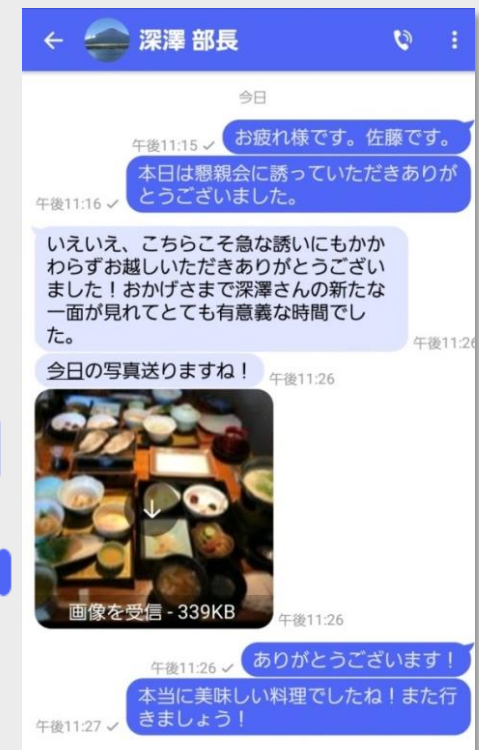 深澤 部長
今日
お疲れ様です。佐藤です。
午後11:15
本日は懇親会に誘っていただきありが
とうございました。
午後11:16
いえいえ、こちらこそ急な誘いにもかか
わらずお越しいただきありがとうござい
ました！おかげさまで深澤さんの新たな
一面が見れてとても有意義な時間でし
た。
午後11:26
今日の写真送りますね！
午後11:26
画像を受信 - 339KB
午後11:26
ありがとうございます！
午後11:26
本当に美味しい料理でしたね！また行
きましょう！
午後11:27